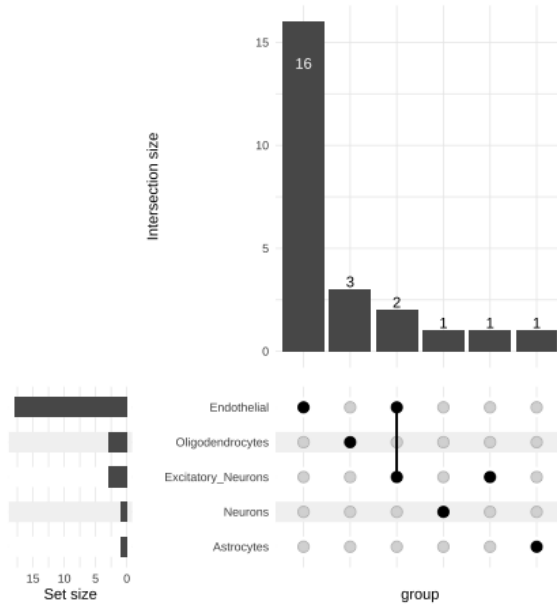 15
10
5
0
Intersection size
16
3
2
1
1
1
Endothelial
Oligodendrocytes
Excitatory_Neurons
Neurons
Astrocytes
15 10 5 0
Set size
group